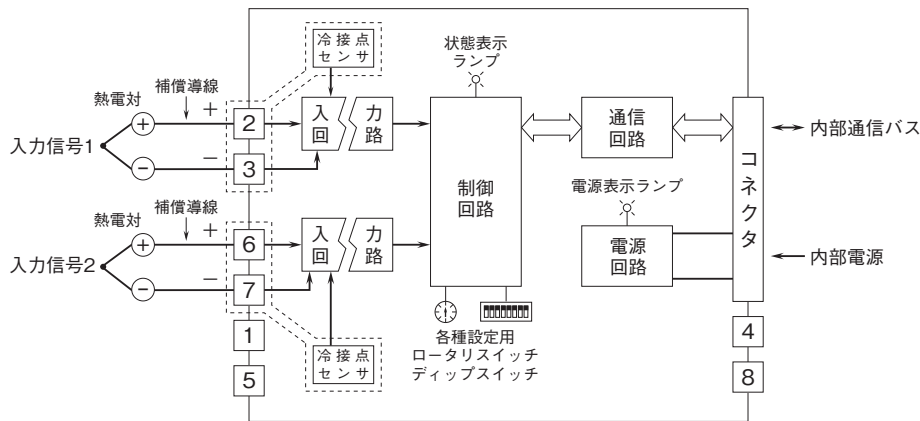 冷接点
センサ
状態表示
ランプ
熱電対
補償導線
+
+
2
入
回
力
路
入力信号1
−
−
3
制御
回路
通信
回路
コネクタ
内部通信バス
電源表示ランプ
熱電対
補償導線
+
+
6
入
回
力
路
入力信号2
−
−
7
電源
回路
内部電源
1
5
冷接点
センサ
各種設定用
ロータリスイッチ
ディップスイッチ
4
8